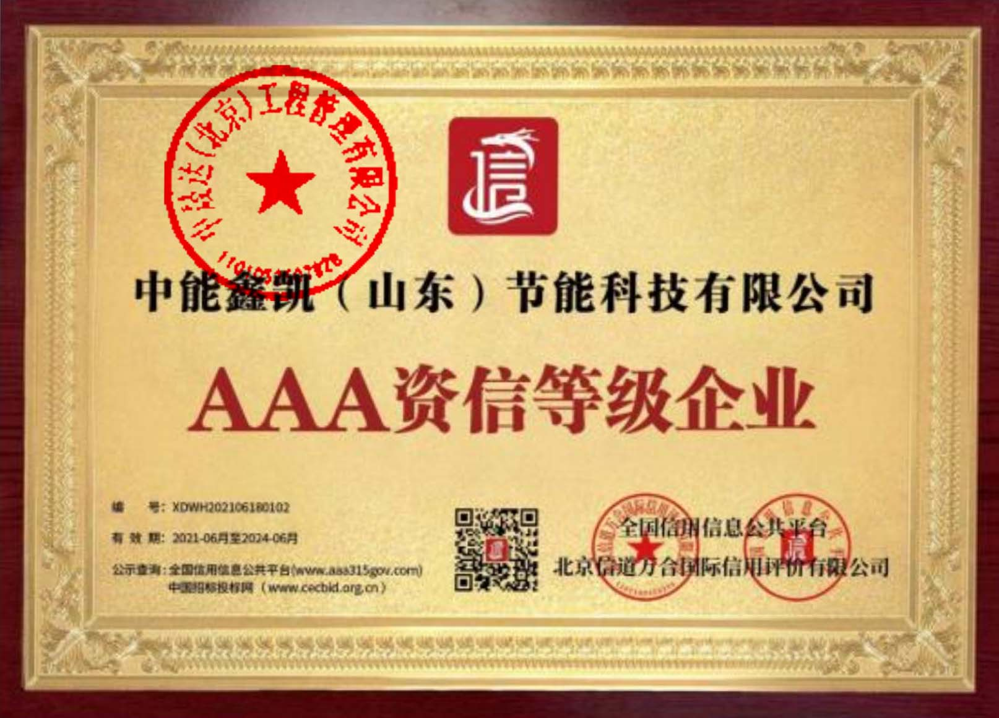 （北京）工程管理有限公司
信
中能鑫凯（山东）节能科技有限公司
AAA资信等级企业
编 号：XDWH202106180102
有 效 期：2021-06月至2024-06月
公示查询：全国信用信息公共平台(www.aaa315gov.com)
中国招标投标网（www.cecbid.org.cn）
全国信用信息公共平台
北京信道万合国际信用评价有限公司